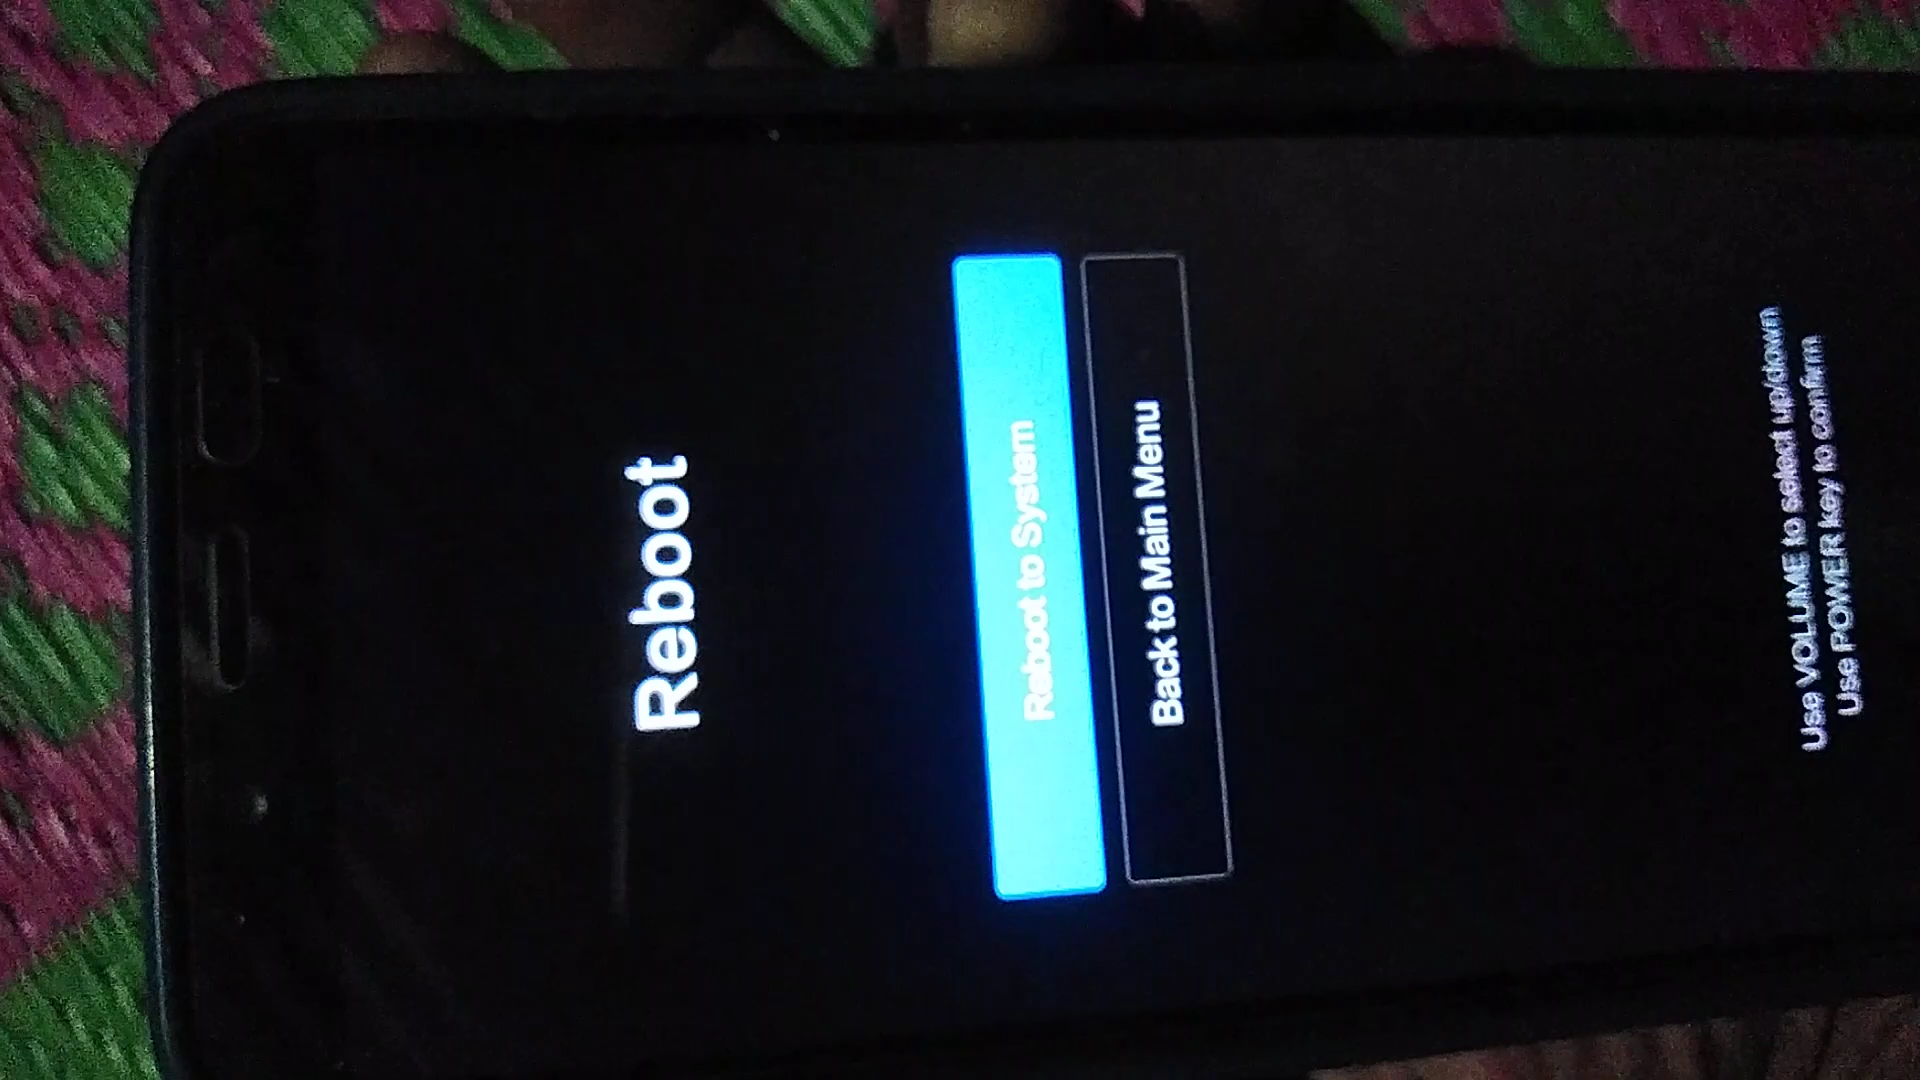 Reboot
Reboot to System
Back to Main Menu
Use VOLUME to select up/down
Use POWER key to confirm